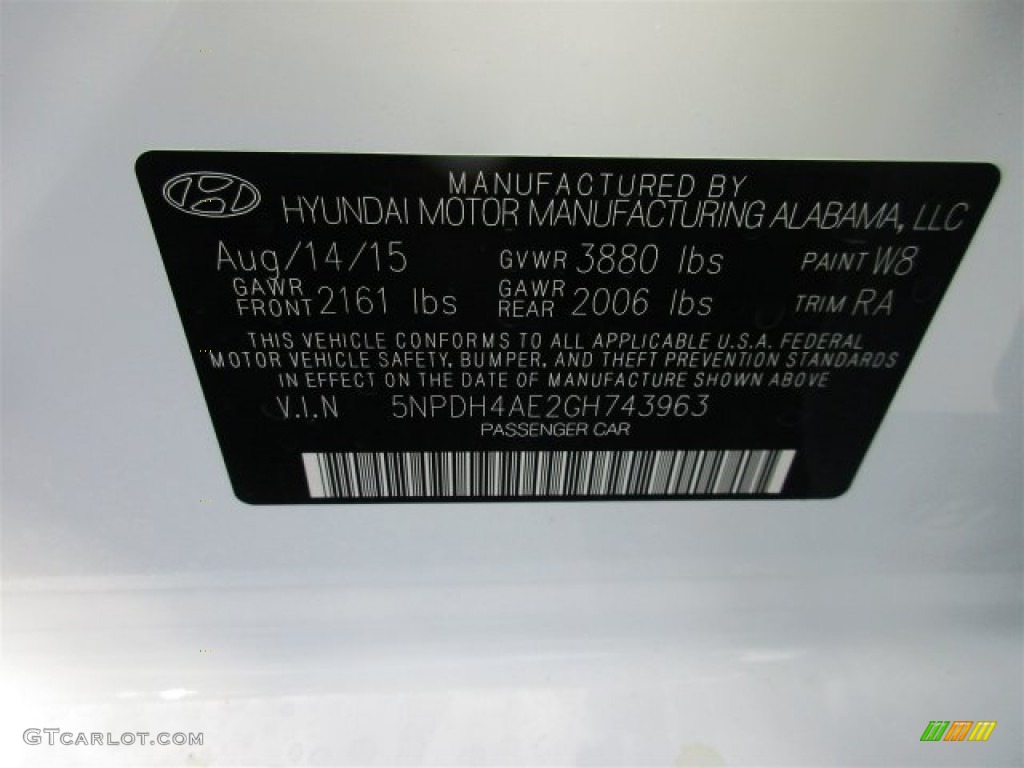 MANUFACTURED BY
HYUNDAI MOTOR MANUFACTURING ALABAMA, LLC
Aug/14/15 GVWR 3880 lbs PAINT W8
GAWR FRONT 2161 lbs GAWR REAR 2006 lbs TRIM RA
THIS VEHICLE CONFORMS TO ALL APPLICABLE U.S.A. FEDERAL
MOTOR VEHICLE SAFETY, BUMPER, AND THEFT PREVENTION STANDARDS
IN EFFECT ON THE DATE OF MANUFACTURE SHOWN ABOVE
V.I.N 5NPDH4AE2GH743963
PASSENGER CAR
GTCARLOT.COM